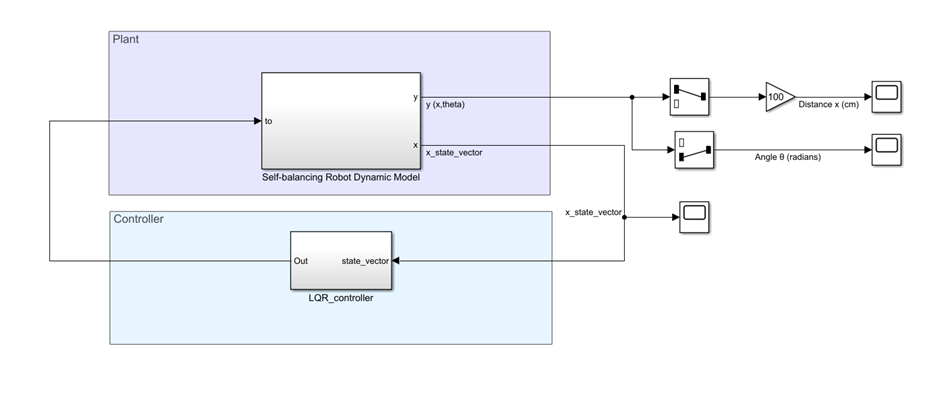 Plant
to
y
y (x,theta)
x
x_state_vector
Self-balancing Robot Dynamic Model
100
Distance x (cm)
Angle θ (radians)
x_state_vector
Controller
Out
state_vector
LQR_controller